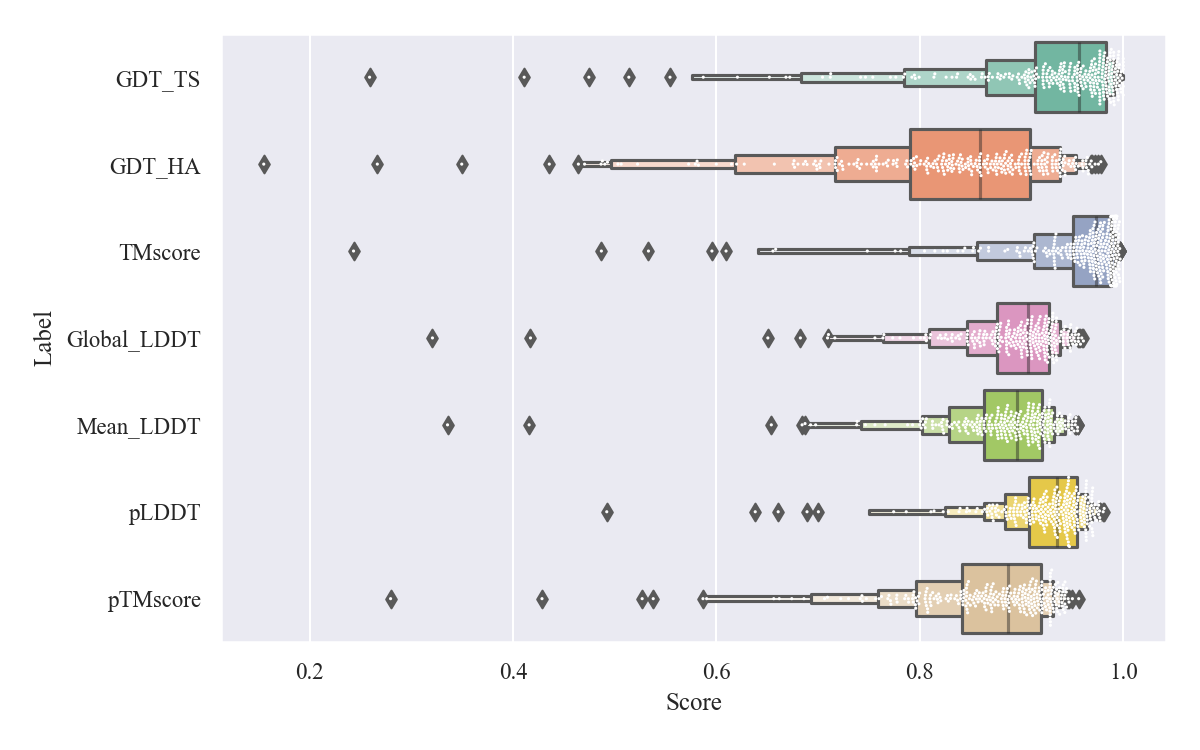 GDT_TS
GDT_HA
TMscore
Global_LDDT
Mean_LDDT
pLDDT
pTMscore
Label
0.2 0.4 0.6 0.8 1.0
Score